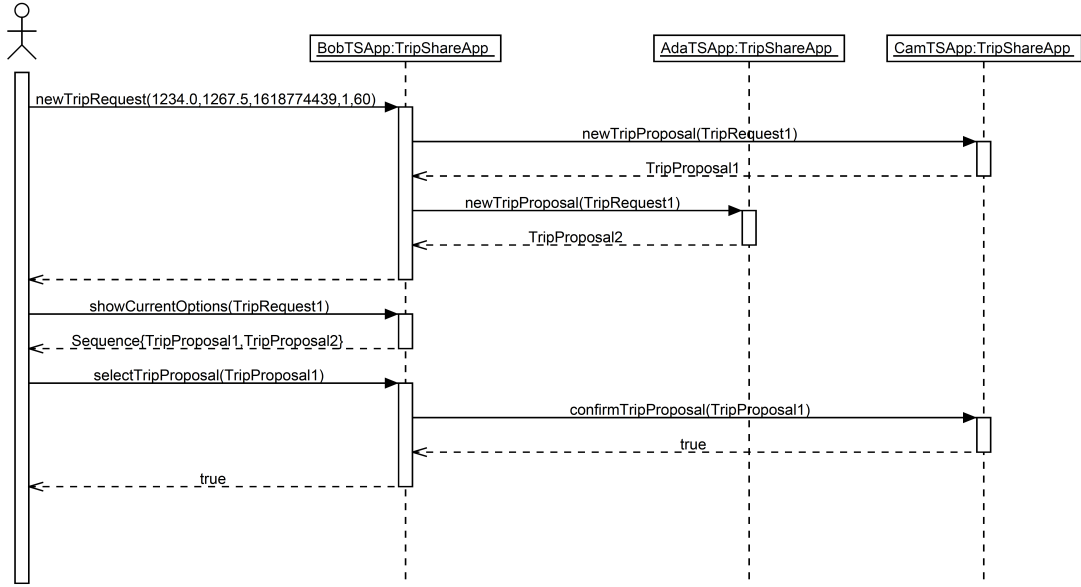 BobTSApp:TripShareApp
AdaTSApp:TripShareApp
CamTSApp:TripShareApp
newTripRequest(1234.0,1267.5,1618774439,1,60)
newTripProposal(TripRequest1)
TripProposal1
newTripProposal(TripRequest1)
TripProposal2
showCurrentOptions(TripRequest1)
Sequence{TripProposal1,TripProposal2}
selectTripProposal(TripProposal1)
confirmTripProposal(TripProposal1)
true
true